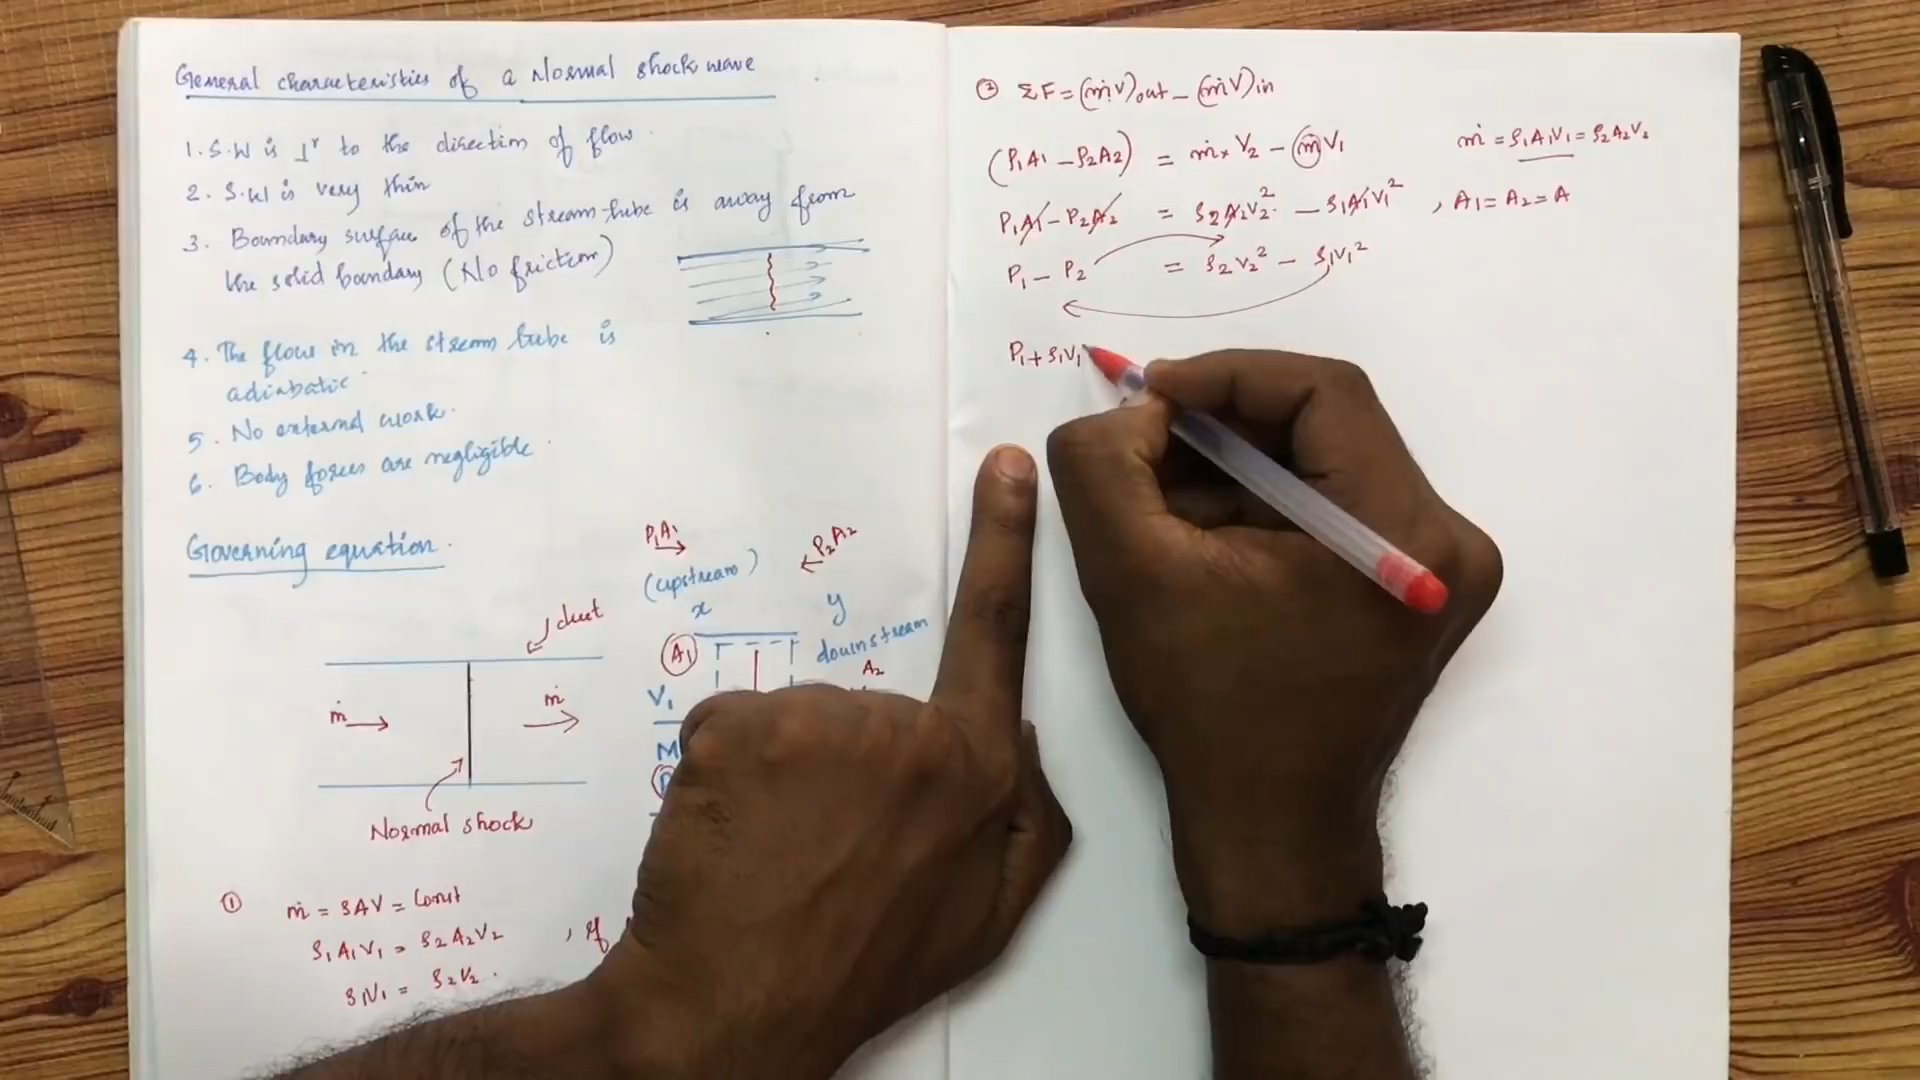 General characteristics of a Normal shock wave
1. S.W is ⊥r to the direction of flow.
2. S.W is very thin
3. Boundary surface of the stream-tube is away from
the solid boundary (No friction)
4. The flow in the stream tube is
adiabatic
5. No external work.
6. Body forces are negligible.
Governing equation.
P₁A₁
(upstream)
x
P₂A₂
y
downstream
A₁
A₂
V₁
M
duct
ṁ
ṁ
Normal shock
① ṁ = ρAV = Const
ρ₁A₁V₁ = ρ₂A₂V₂ , if
ρ₁V₁ = ρ₂V₂.
② ΣF = (ṁV)out - (ṁV)in
(P₁A₁ - P₂A₂) = ṁ × V₂ - ṁV₁ ṁ = ρ₁A₁V₁ = ρ₂A₂V₂
P₁A₁ - P₂A₂ = ρ₂A₂V₂² - ρ₁A₁V₁² , A₁ = A₂ = A
P₁ - P₂ = ρ₂V₂² - ρ₁V₁²
P₁ + ρ₁V₁